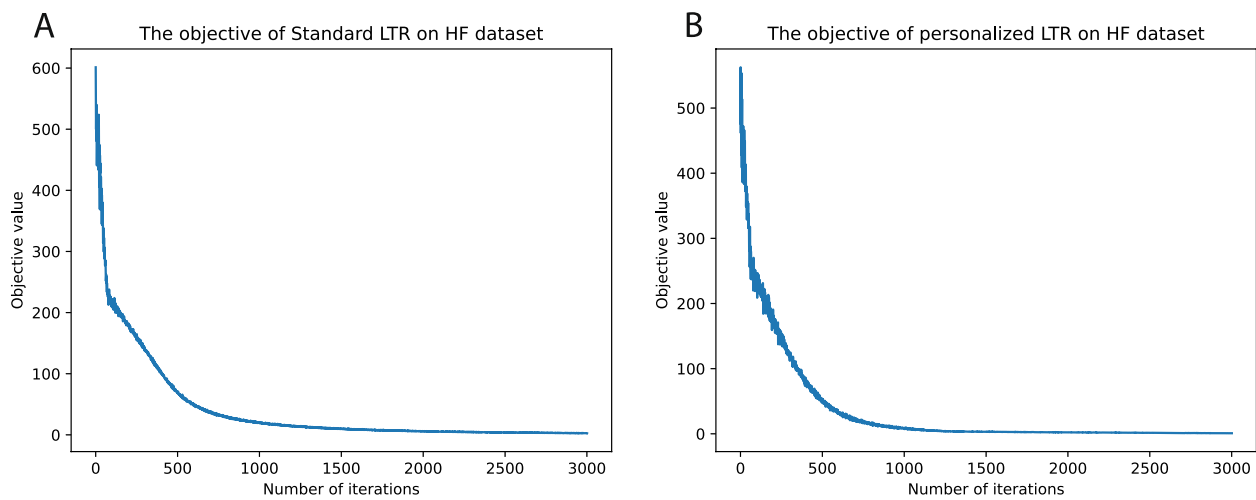 A
The objective of Standard LTR on HF dataset
600
500
400
300
200
100
0
Objective value
0 500 1000 1500 2000 2500 3000
Number of iterations
B
The objective of personalized LTR on HF dataset
500
400
300
200
100
0
Objective value
0 500 1000 1500 2000 2500 3000
Number of iterations